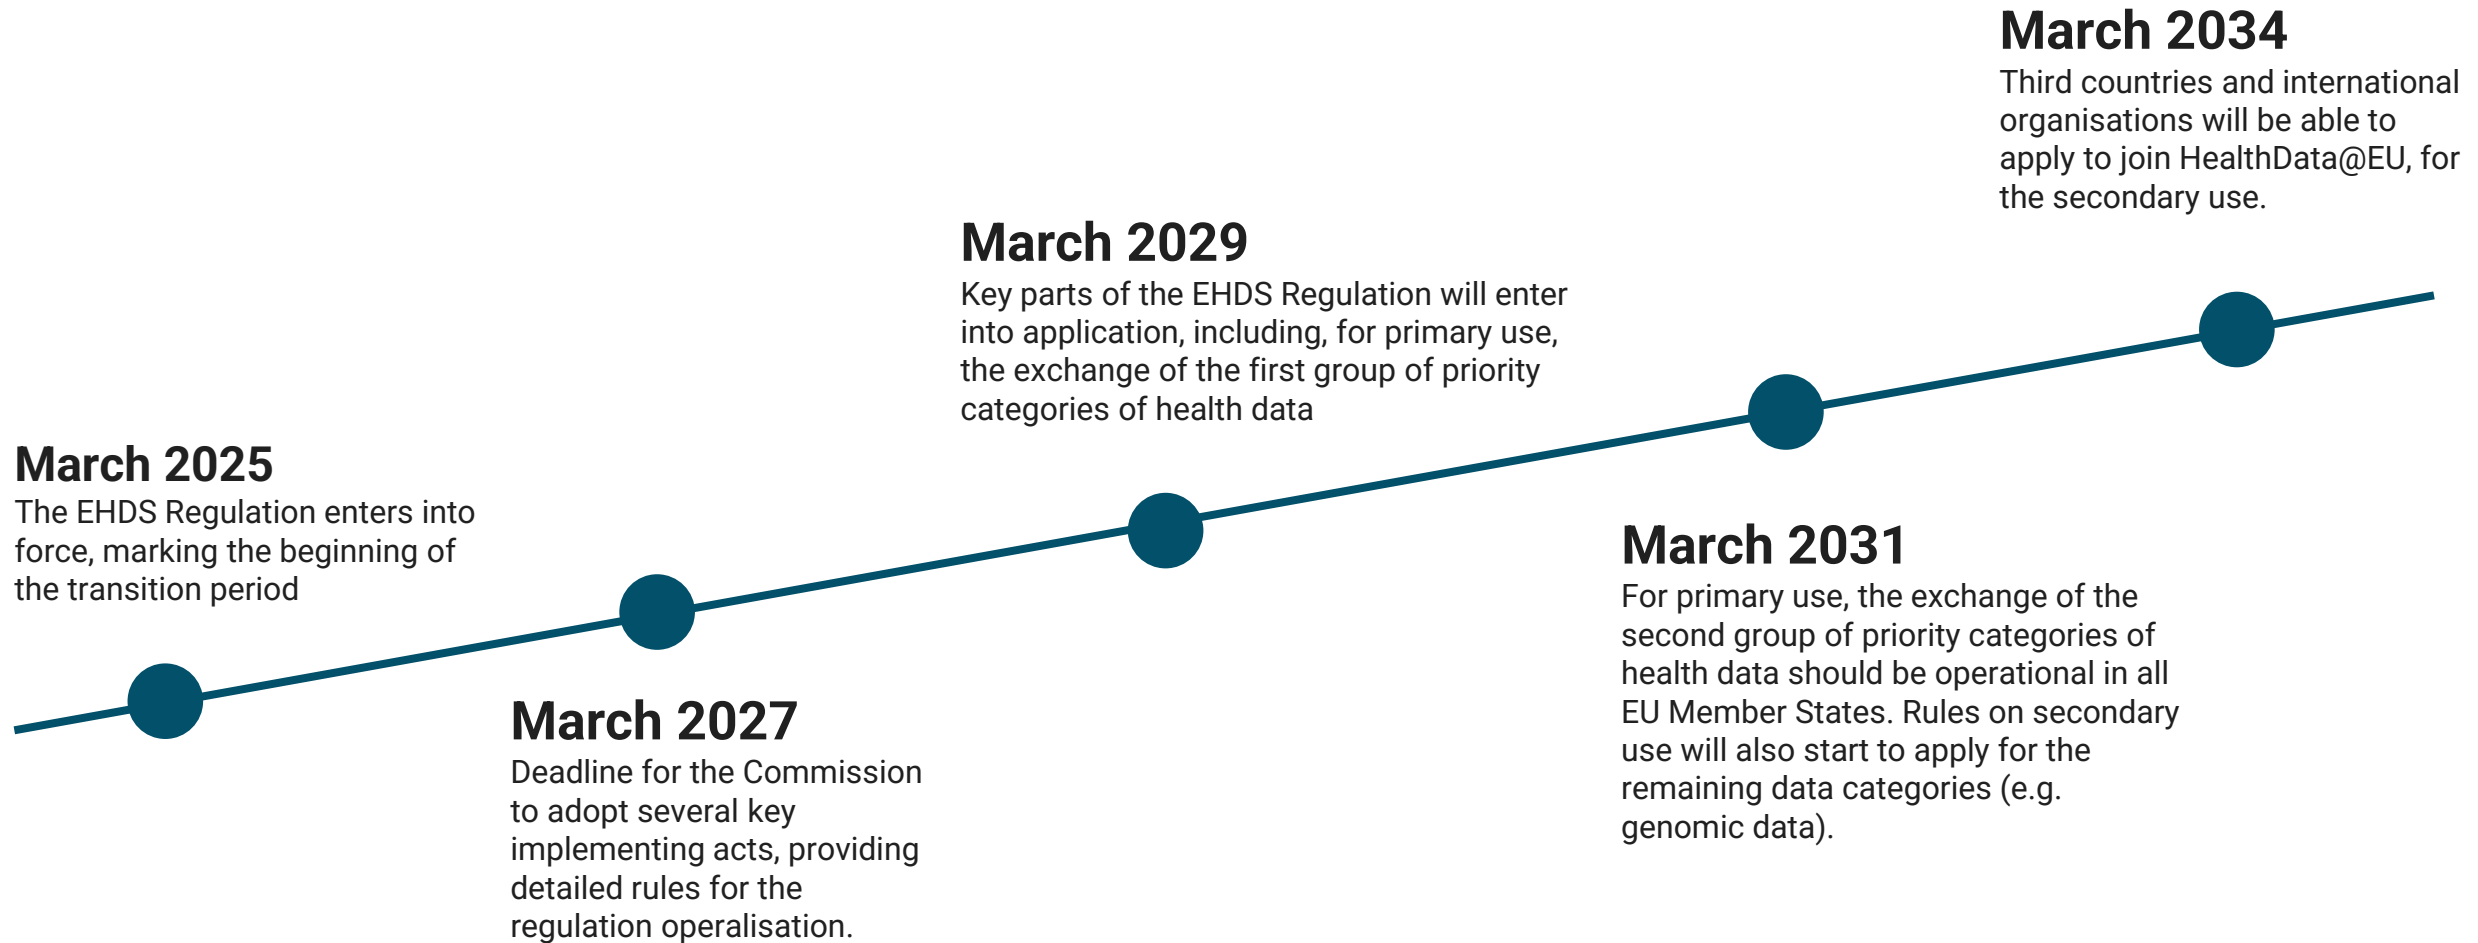 March 2025
The EHDS Regulation enters into
force, marking the beginning of
the transition period
March 2027
Deadline for the Commission
to adopt several key
implementing acts, providing
detailed rules for the
regulation operalisation.
March 2029
Key parts of the EHDS Regulation will enter
into application, including, for primary use,
the exchange of the first group of priority
categories of health data
March 2031
For primary use, the exchange of the
second group of priority categories of
health data should be operational in all
EU Member States. Rules on secondary
use will also start to apply for the
remaining data categories (e.g.
genomic data).
March 2034
Third countries and international
organisations will be able to
apply to join HealthData@EU, for
the secondary use.